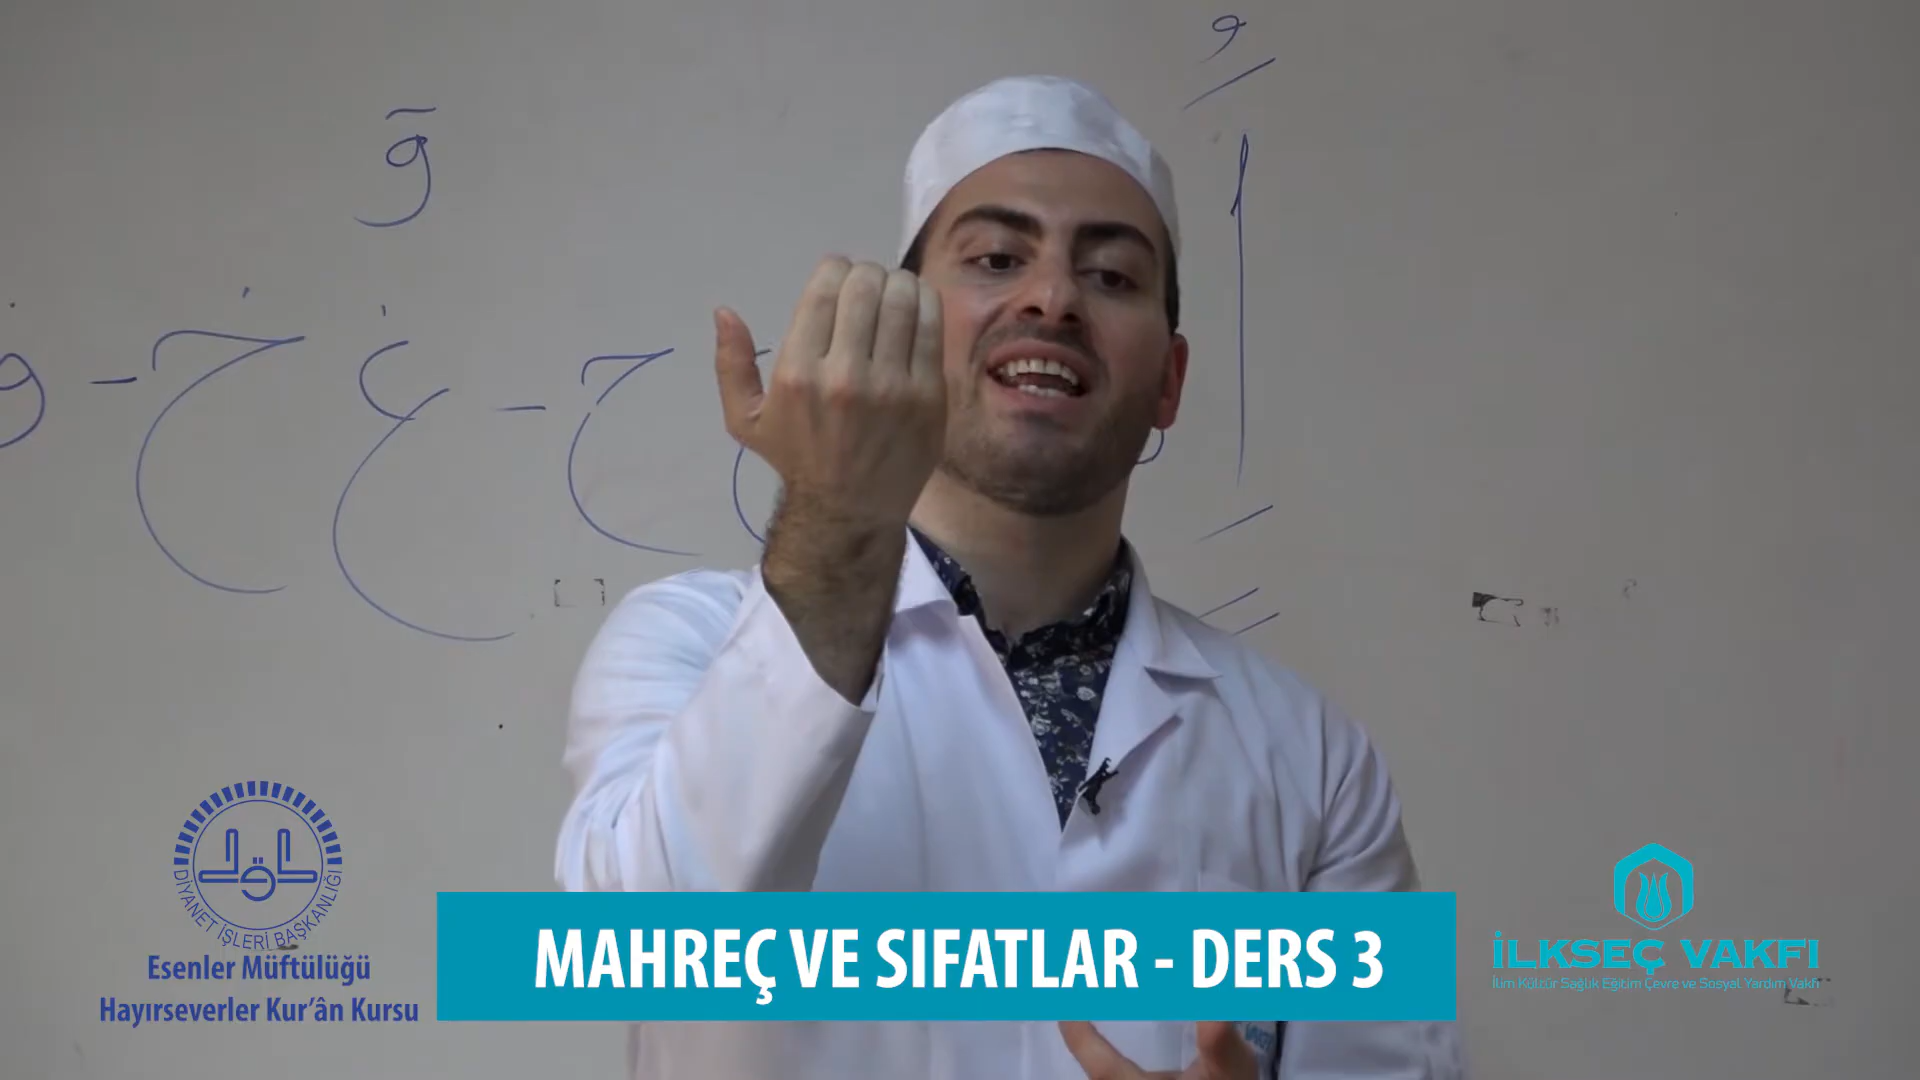 و
ا
وٓ
ح - غ خ - و
DİYANET İŞLERİ BAŞKANLIĞI
Esenler Müftülüğü
Hayırseverler Kur’ân Kursu
MAHREÇ VE SIFATLAR - DERS 3
İLKSEÇ VAKFI
İlim Kültür Sağlık Eğitim Çevre ve Sosyal Yardım Vakfı
VAKFI